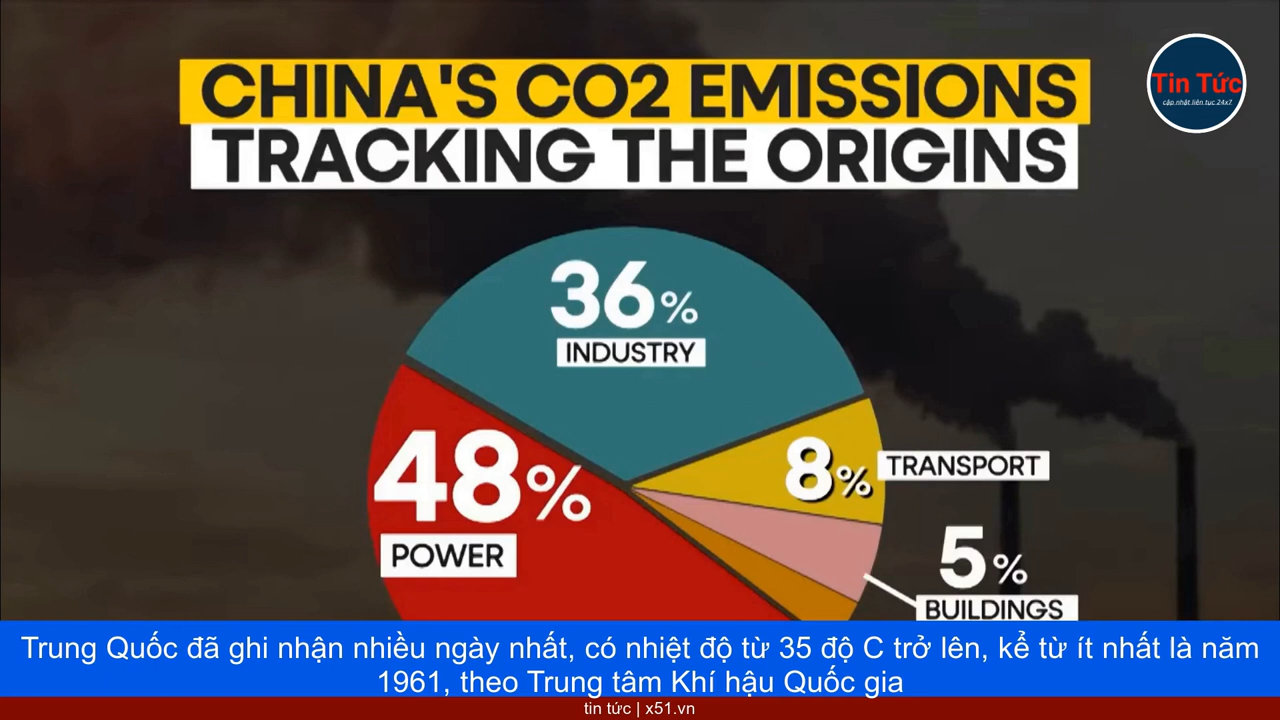 CHINA'S CO2 EMISSIONS
TRACKING THE ORIGINS
Tin Tức
cập nhật liên tục 24x7
36%
INDUSTRY
48%
POWER
8%
TRANSPORT
5%
BUILDINGS
Trung Quốc đã ghi nhận nhiều ngày nhất, có nhiệt độ từ 35 độ C trở lên, kể từ ít nhất là năm
1961, theo Trung tâm Khí hậu Quốc gia
tin tức | x51.vn